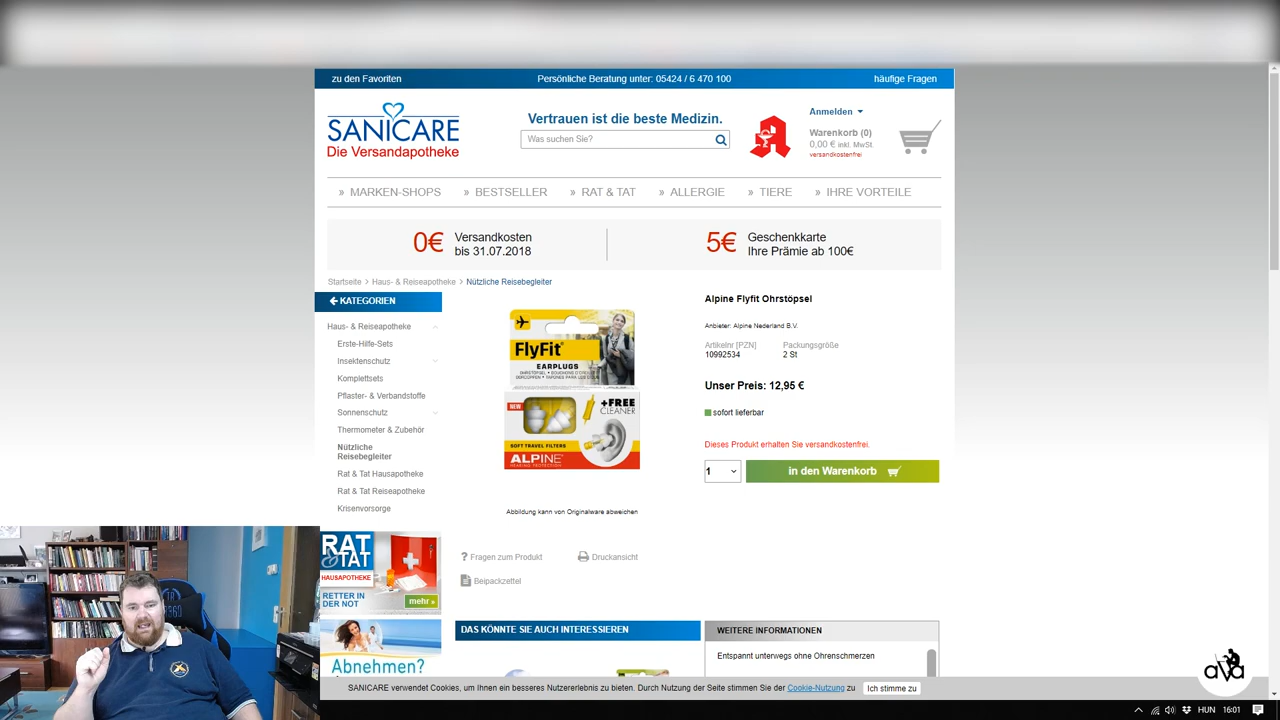 zu den Favoriten
Persönliche Beratung unter: 05424 / 6 470 100
häufige Fragen
SANICARE
Die Versandapotheke
Vertrauen ist die beste Medizin.
Was suchen Sie?
Anmelden
Warenkorb (0)
0,00 € inkl. MwSt.
versandkostenfrei
» MARKEN-SHOPS
» BESTSELLER
» RAT & TAT
» ALLERGIE
» TIERE
» IHRE VORTEILE
0€ Versandkosten
bis 31.07.2018
5€ Geschenkkarte
Ihre Prämie ab 100€
Startseite > Haus- & Reiseapotheke > Nützliche Reisebegleiter
KATEGORIEN
Haus- & Reiseapotheke
Erste-Hilfe-Sets
Insektenschutz
Komplettsets
Pflaster- & Verbandstoffe
Sonnenschutz
Thermometer & Zubehör
Nützliche
Reisebegleiter
Rat & Tat Hausapotheke
Rat & Tat Reiseapotheke
Krisenvorsorge
FlyFit®
EARPLUGS
NEW
+FREE
CLEANER
SOFT TRAVEL FILTERS
ALPINE
HEARING PROTECTION
Abbildung kann von Originalware abweichen
? Fragen zum Produkt
Druckansicht
Beipackzettel
Alpine Flyfit Ohrstöpsel
Anbieter: Alpine Nederland B.V.
Artikelnr [PZN] Packungsgröße
10992534 2 St
Unser Preis: 12,95 €
sofort lieferbar
Dieses Produkt erhalten Sie versandkostenfrei.
1
in den Warenkorb
RAT
& TAT
HAUSAPOTHEKE
RETTER IN
DER NOT
mehr »
Abnehmen?
DAS KÖNNTE SIE AUCH INTERESSIEREN
WEITERE INFORMATIONEN
Entspannt unterwegs ohne Ohrenschmerzen
SANICARE verwendet Cookies, um Ihnen ein besseres Nutzererlebnis zu bieten. Durch Nutzung der Seite stimmen Sie der Cookie-Nutzung zu
Ich stimme zu
ava
HUN
16:01